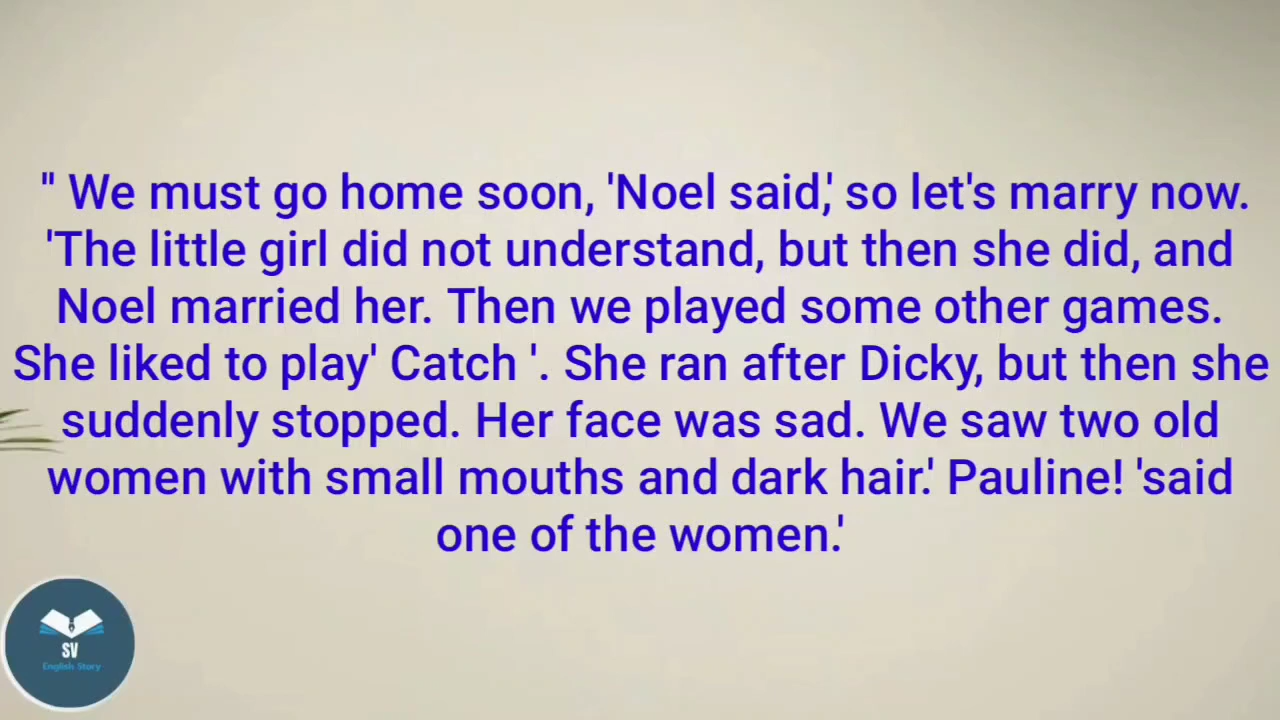 " We must go home soon, 'Noel said,' so let's marry now.
'The little girl did not understand, but then she did, and
Noel married her. Then we played some other games.
She liked to play' Catch '. She ran after Dicky, but then she
suddenly stopped. Her face was sad. We saw two old
women with small mouths and dark hair.' Pauline! 'said
one of the women.'
SV
English Story